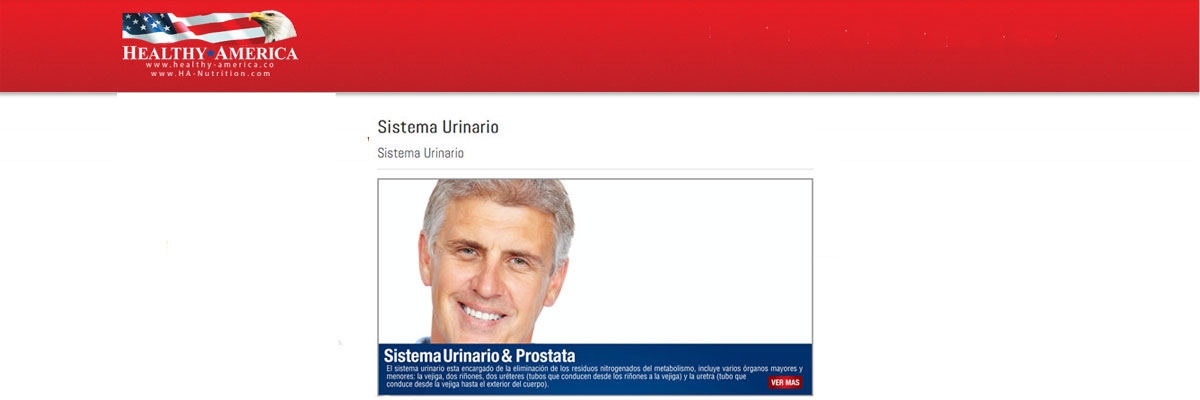 HEALTHY AMERICA
www.healthy-america.co
www.HA-Nutrition.com
Sistema Urinario
Sistema Urinario
Sistema Urinario & Prostata
El sistema urinario esta encargado de la eliminación de los residuos nitrogenados del metabolismo, incluye varios órganos mayores y
menores: la vejiga, dos riñones, dos uréteres (tubos que conducen desde los riñones a la vejiga) y la uretra (tubo que
conduce desde la vejiga hasta el exterior del cuerpo).
VER MAS